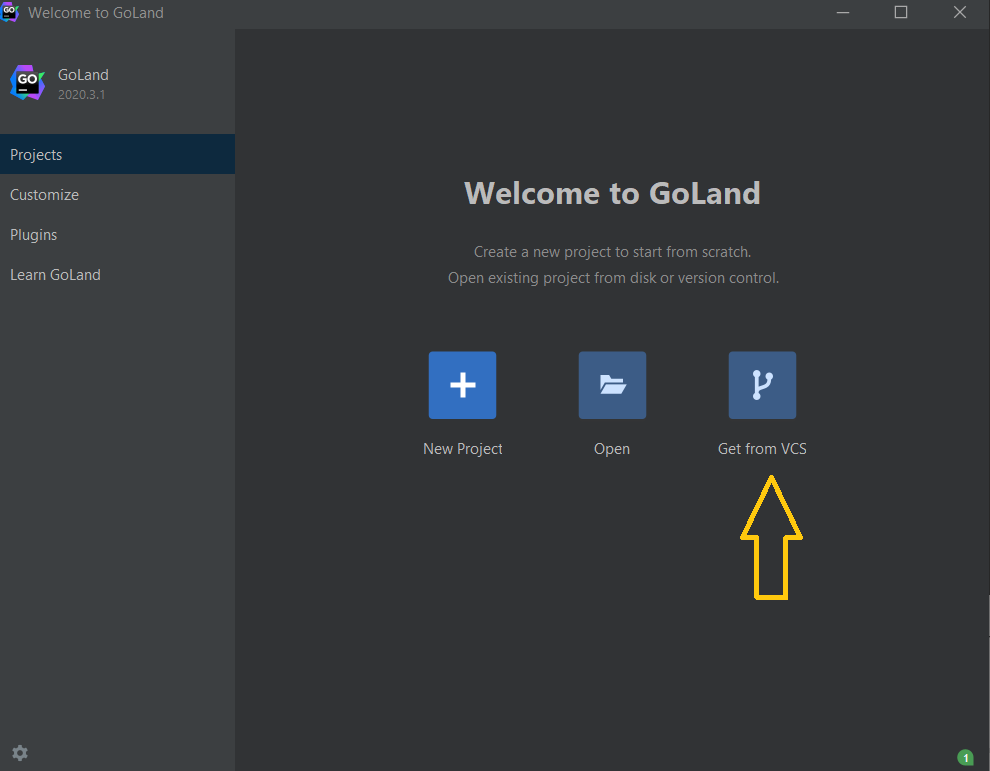 GO Welcome to GoLand
GO GoLand
2020.3.1
Projects
Customize
Plugins
Learn GoLand
Welcome to GoLand
Create a new project to start from scratch.
Open existing project from disk or version control.
New Project
Open
Get from VCS
1